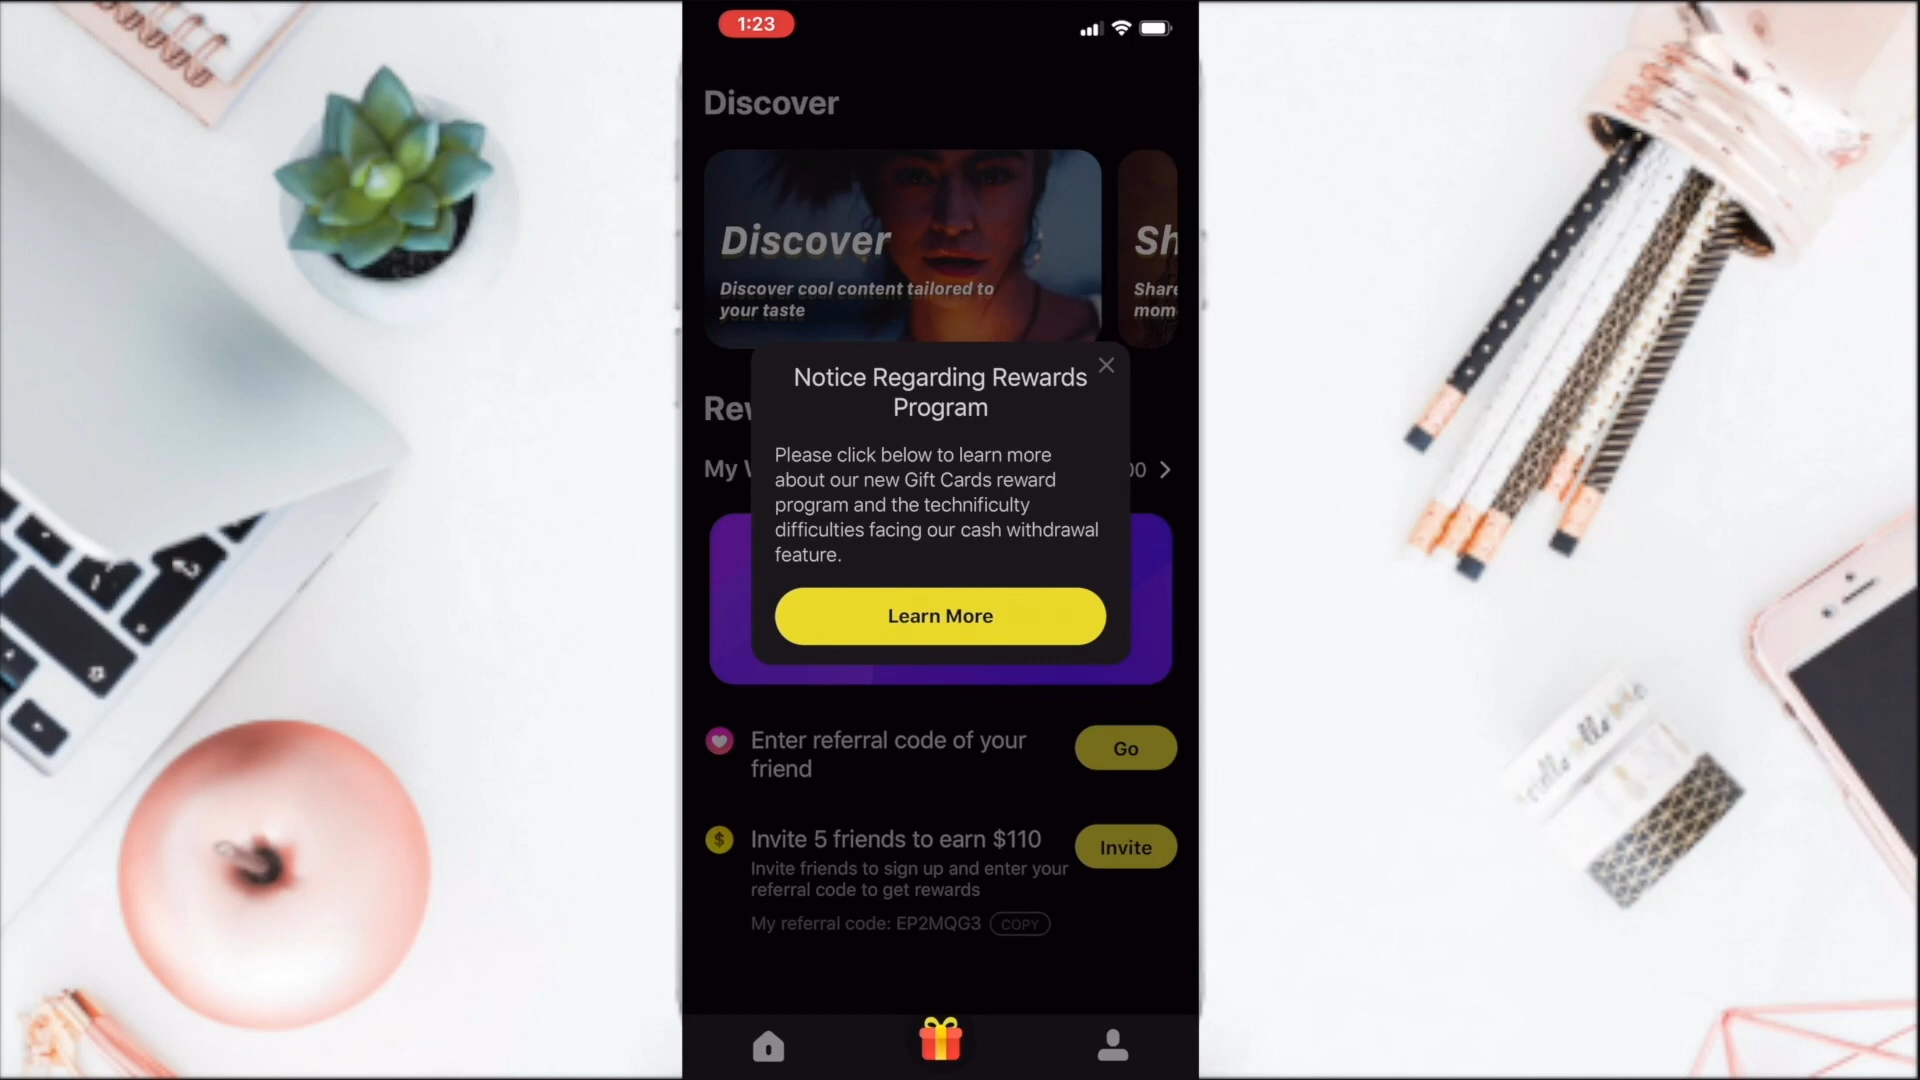 1:23
Discover
Discover
Discover cool content tailored to
your taste
Sh
Share
mom
Notice Regarding Rewards
Program
Please click below to learn more
about our new Gift Cards reward
program and the technificulty
difficulties facing our cash withdrawal
feature.
Learn More
Enter referral code of your
friend
Go
Invite 5 friends to earn $110
Invite friends to sign up and enter your
referral code to get rewards
Invite
My referral code: EP2MQG3 COPY